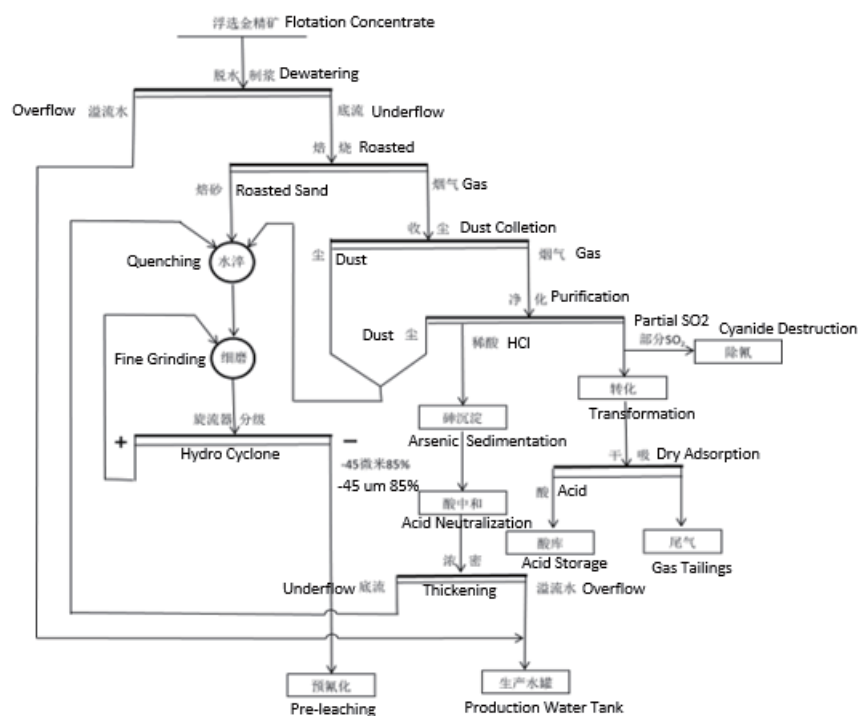 浮选金精矿 Flotation Concentrate
脱水 制浆 Dewatering
Overflow 溢流水
底流 Underflow
焙 烧 Roasted
焙砂 Roasted Sand
烟气 Gas
收 尘 Dust Colletion
尘 Dust
烟气 Gas
Quenching 水淬
净 化 Purification
Dust 尘
稀酸 HCl
Partial SO2
部分SO₂
Cyanide Destruction
除氰
Fine Grinding 细磨
转化
Transformation
砷沉淀
Arsenic Sedimentation
旋流器 分级
+ Hydro Cyclone −
-45微米85%
-45 um 85%
干 吸 Dry Adsorption
酸 Acid
酸中和
Acid Neutralization
酸库
Acid Storage
尾气
Gas Tailings
浓 密
Underflow 底流
Thickening
溢流水 Overflow
预氰化
Pre-leaching
生产水罐
Production Water Tank